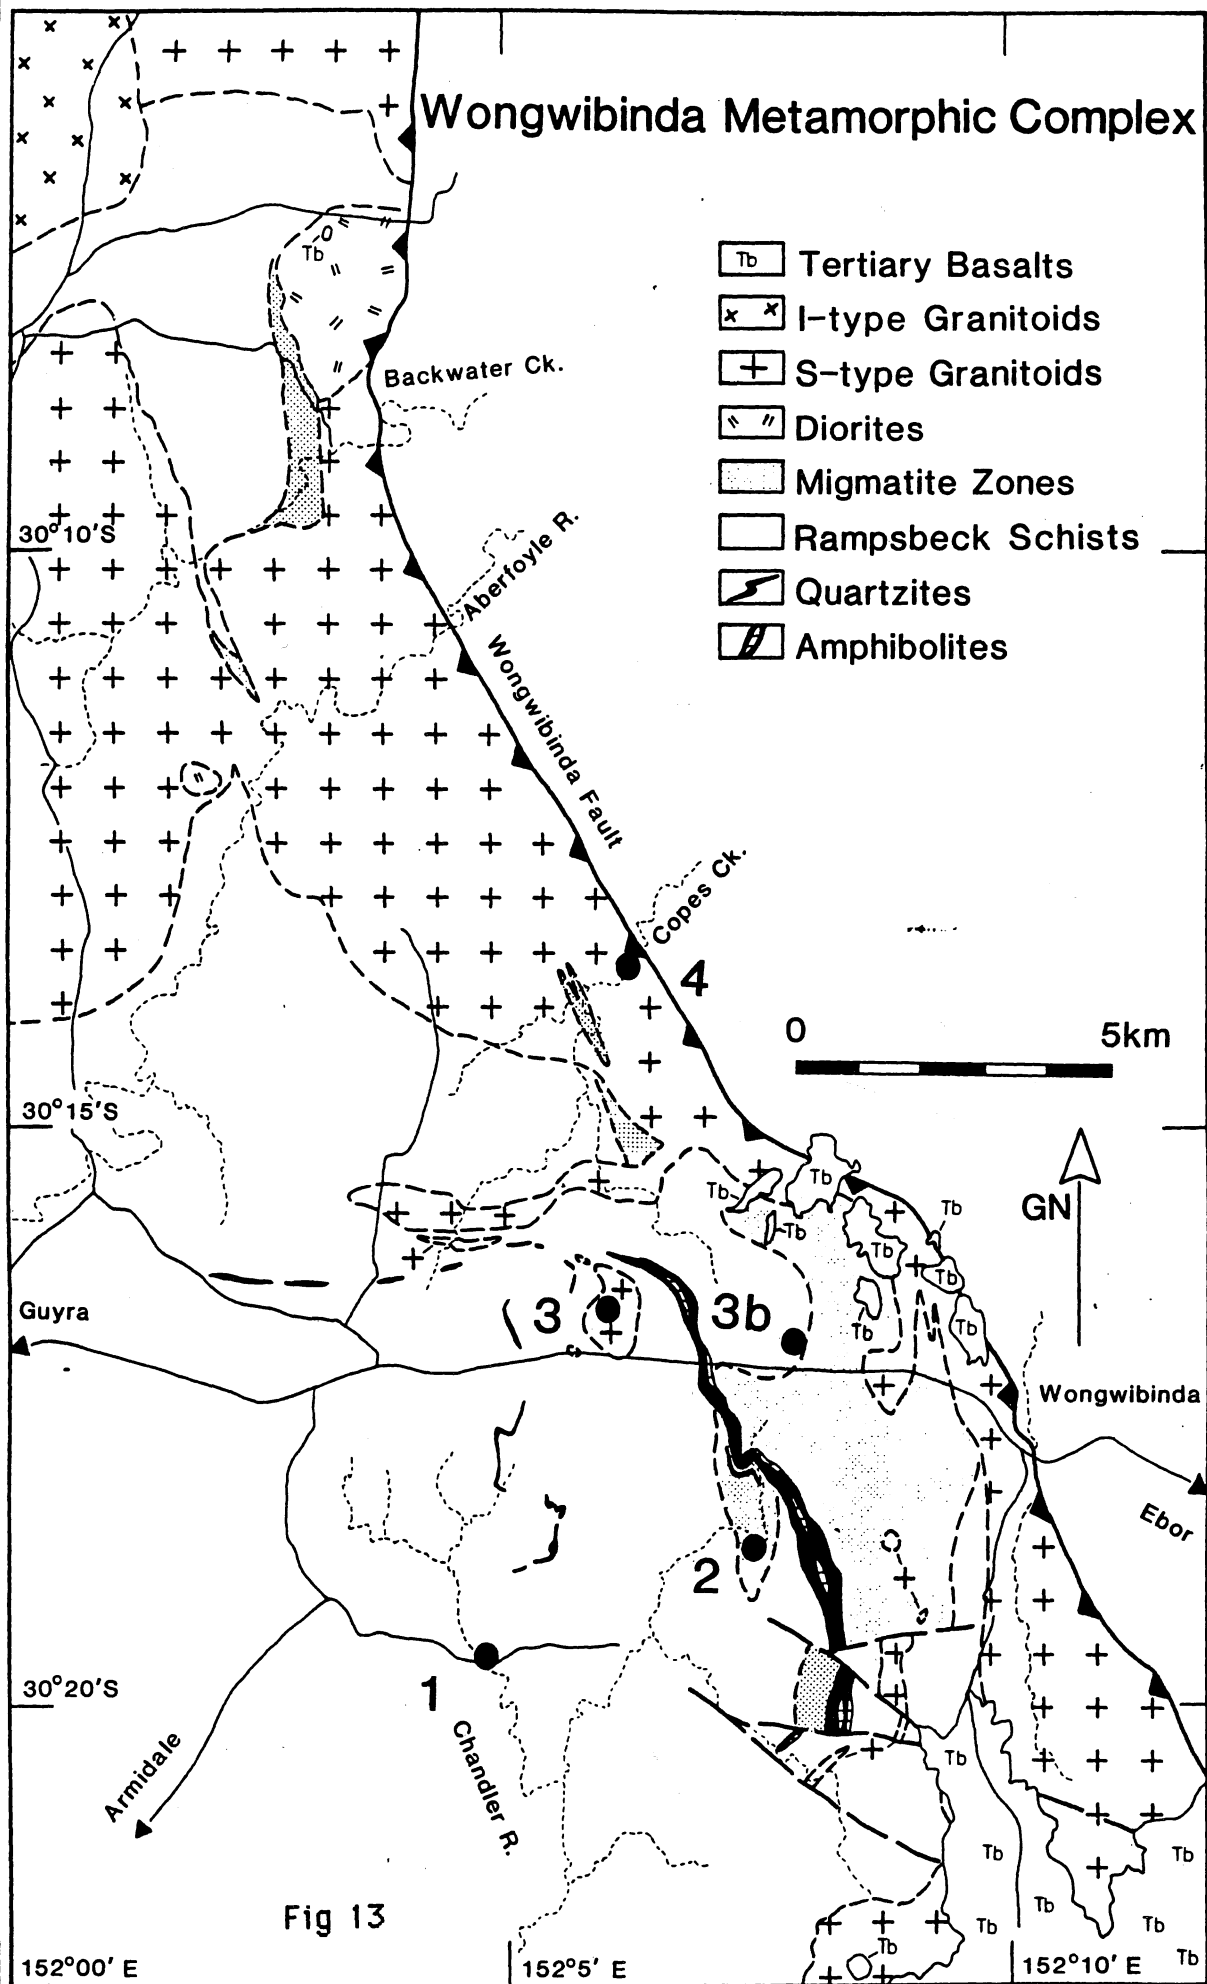 Wongwibinda Metamorphic Complex
Tb Tertiary Basalts
I-type Granitoids
S-type Granitoids
Diorites
Migmatite Zones
Rampsbeck Schists
Quartzites
Amphibolites
Tb
Backwater Ck.
30°10'S
Aberfoyle R.
Wongwibinda Fault
Copes Ck.
4
0 5km
30°15'S
GN
Tb
Tb
Tb
Tb
Tb
Tb
Tb
Tb
Guyra
3
3b
Wongwibinda
Ebor
2
1
30°20'S
Armidale
Chandler R.
Tb
Tb
Tb
Tb
Tb
Tb
Tb
Tb
Fig 13
152°00' E
152°5' E
152°10' E